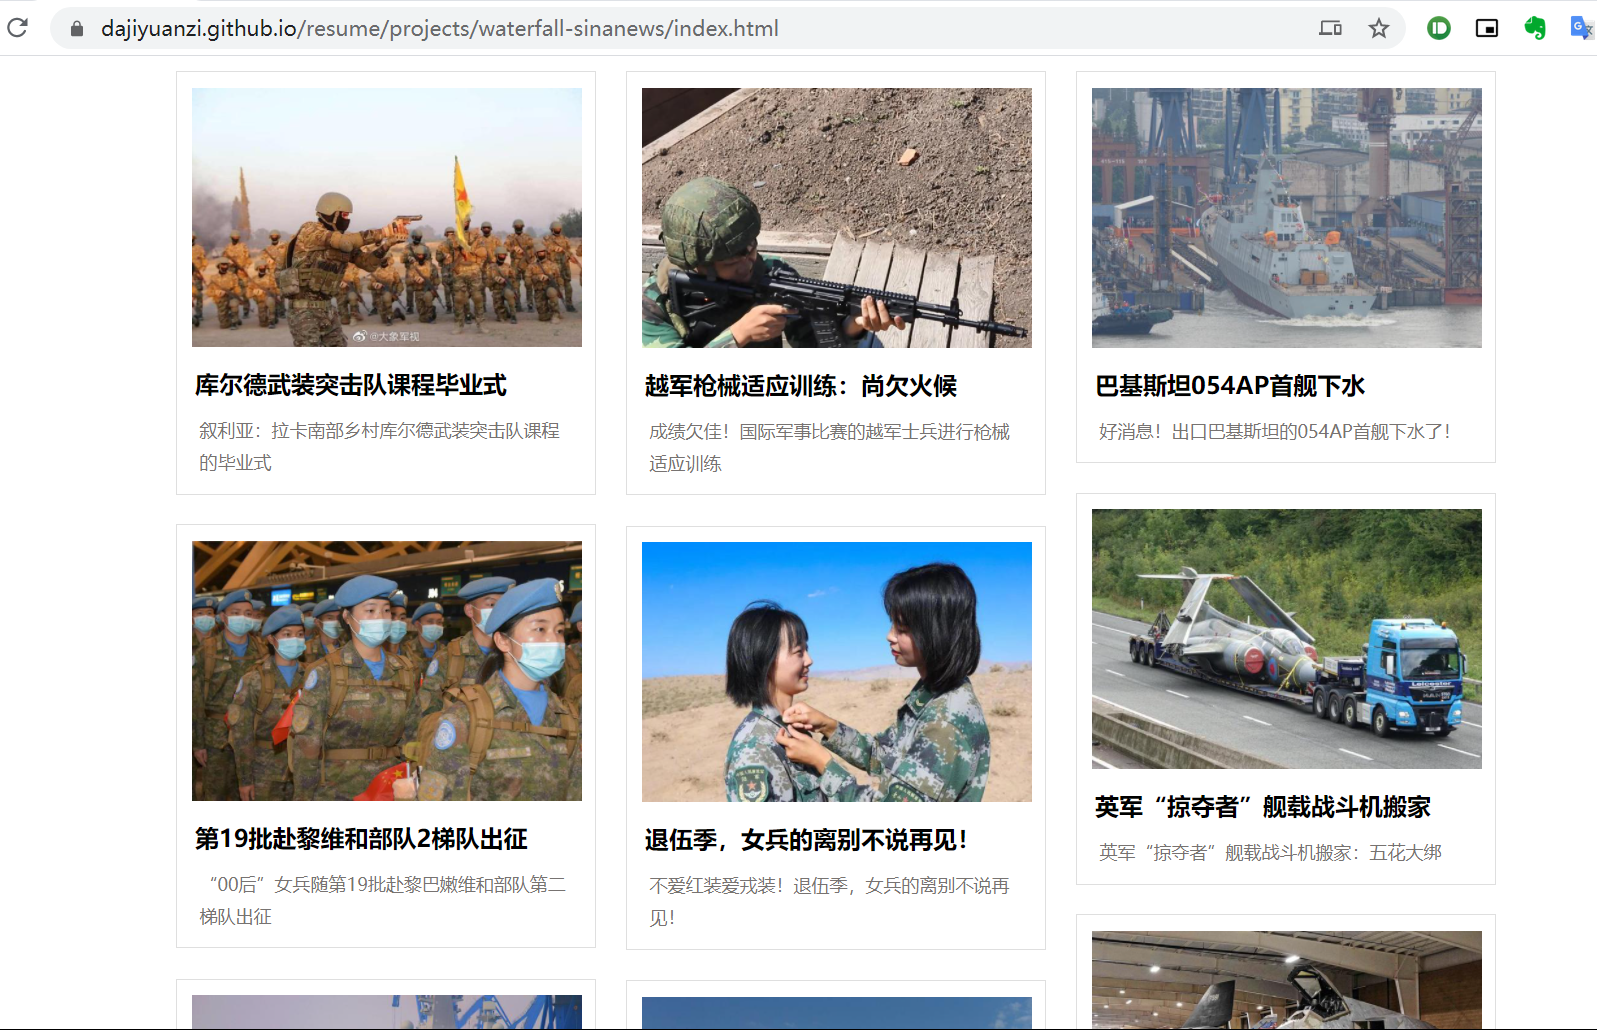 dajiyuanzi.github.io/resume/projects/waterfall-sinanews/index.html
@大象军视
库尔德武装突击队课程毕业式
叙利亚：拉卡南部乡村库尔德武装突击队课程
的毕业式
越军枪械适应训练：尚欠火候
成绩欠佳！国际军事比赛的越军士兵进行枪械
适应训练
巴基斯坦054AP首舰下水
好消息！出口巴基斯坦的054AP首舰下水了！
第19批赴黎维和部队2梯队出征
“00后”女兵随第19批赴黎巴嫩维和部队第二
梯队出征
退伍季，女兵的离别不说再见！
不爱红装爱戎装！退伍季，女兵的离别不说再
见！
Leicester
英军“掠夺者”舰载战斗机搬家
英军“掠夺者”舰载战斗机搬家：五花大绑